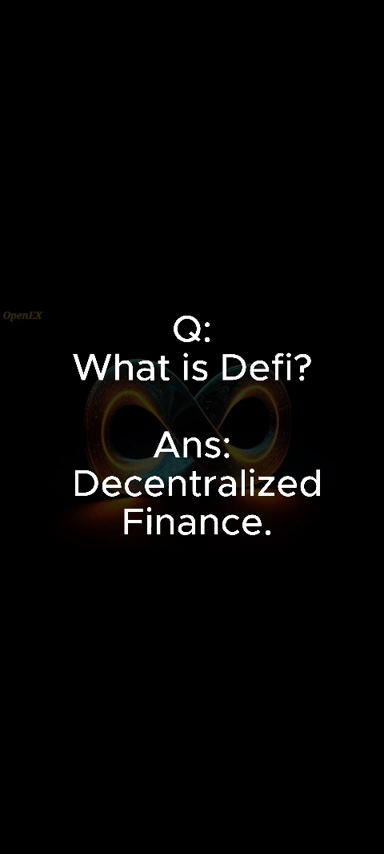 OpenEX
Q:
What is Defi?
Ans:
Decentralized
Finance.